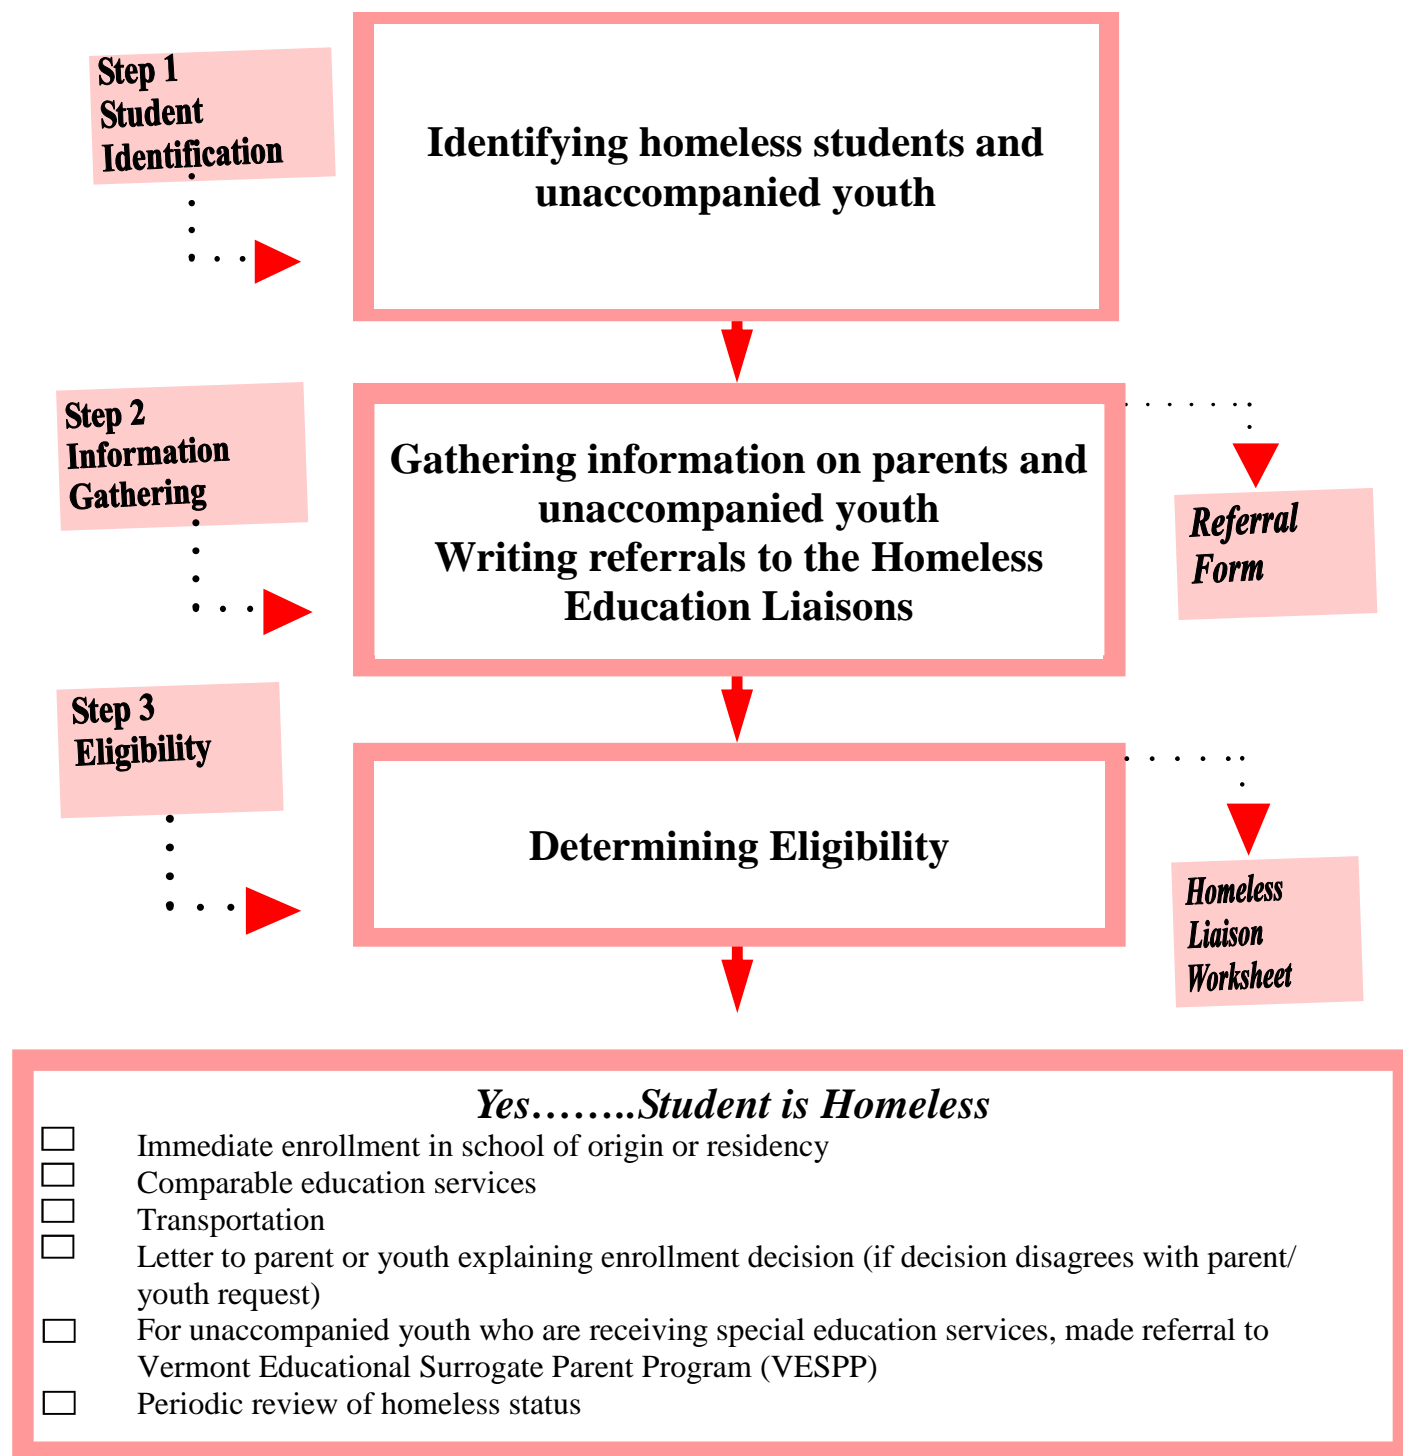 Step 1
Student
Identification
Identifying homeless students and
unaccompanied youth
Step 2
Information
Gathering
Gathering information on parents and
unaccompanied youth
Writing referrals to the Homeless
Education Liaisons
Referral
Form
Step 3
Eligibility
Determining Eligibility
Homeless
Liaison
Worksheet
Yes……..Student is Homeless
Immediate enrollment in school of origin or residency
Comparable education services
Transportation
Letter to parent or youth explaining enrollment decision (if decision disagrees with parent/
youth request)
For unaccompanied youth who are receiving special education services, made referral to
Vermont Educational Surrogate Parent Program (VESPP)
Periodic review of homeless status